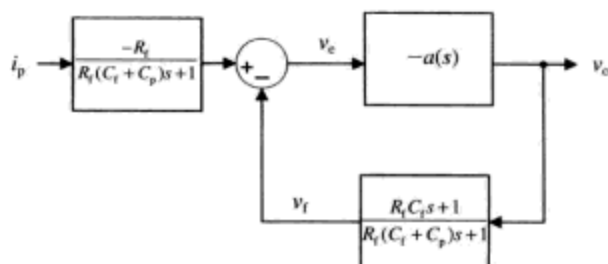 i_p
-R_f
R_f(C_f + C_p)s+1
+
−
v_e
-a(s)
v_o
v_f
R_f C_f s+1
R_f(C_f + C_p)s+1